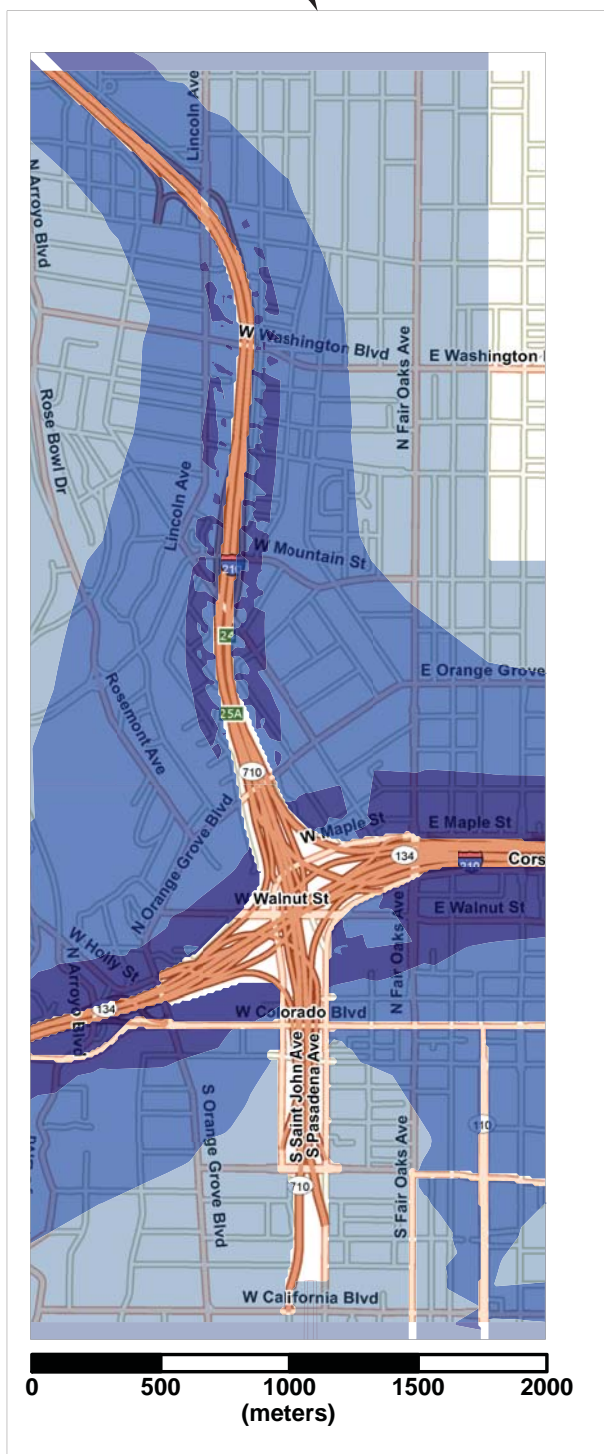 Lincoln Ave
N Arroyo Blvd
W Washington Blvd
E Washington
N Fair Oaks Ave
Rose Bowl Dr
Lincoln Ave
W Mountain St
210
24
E Orange Grove
Rosemont Ave
25A
710
N Orange Grove Blvd
W Maple St
E Maple St
134
210
Cors
W Walnut St
E Walnut St
W Holly St
N Arroyo Blvd
N Fair Oaks Ave
134
W Colorado Blvd
S Saint John Ave
S Pasadena Ave
S Orange Grove Blvd
S Fair Oaks Ave
110
710
W California Blvd
0 500 1000 1500 2000
(meters)